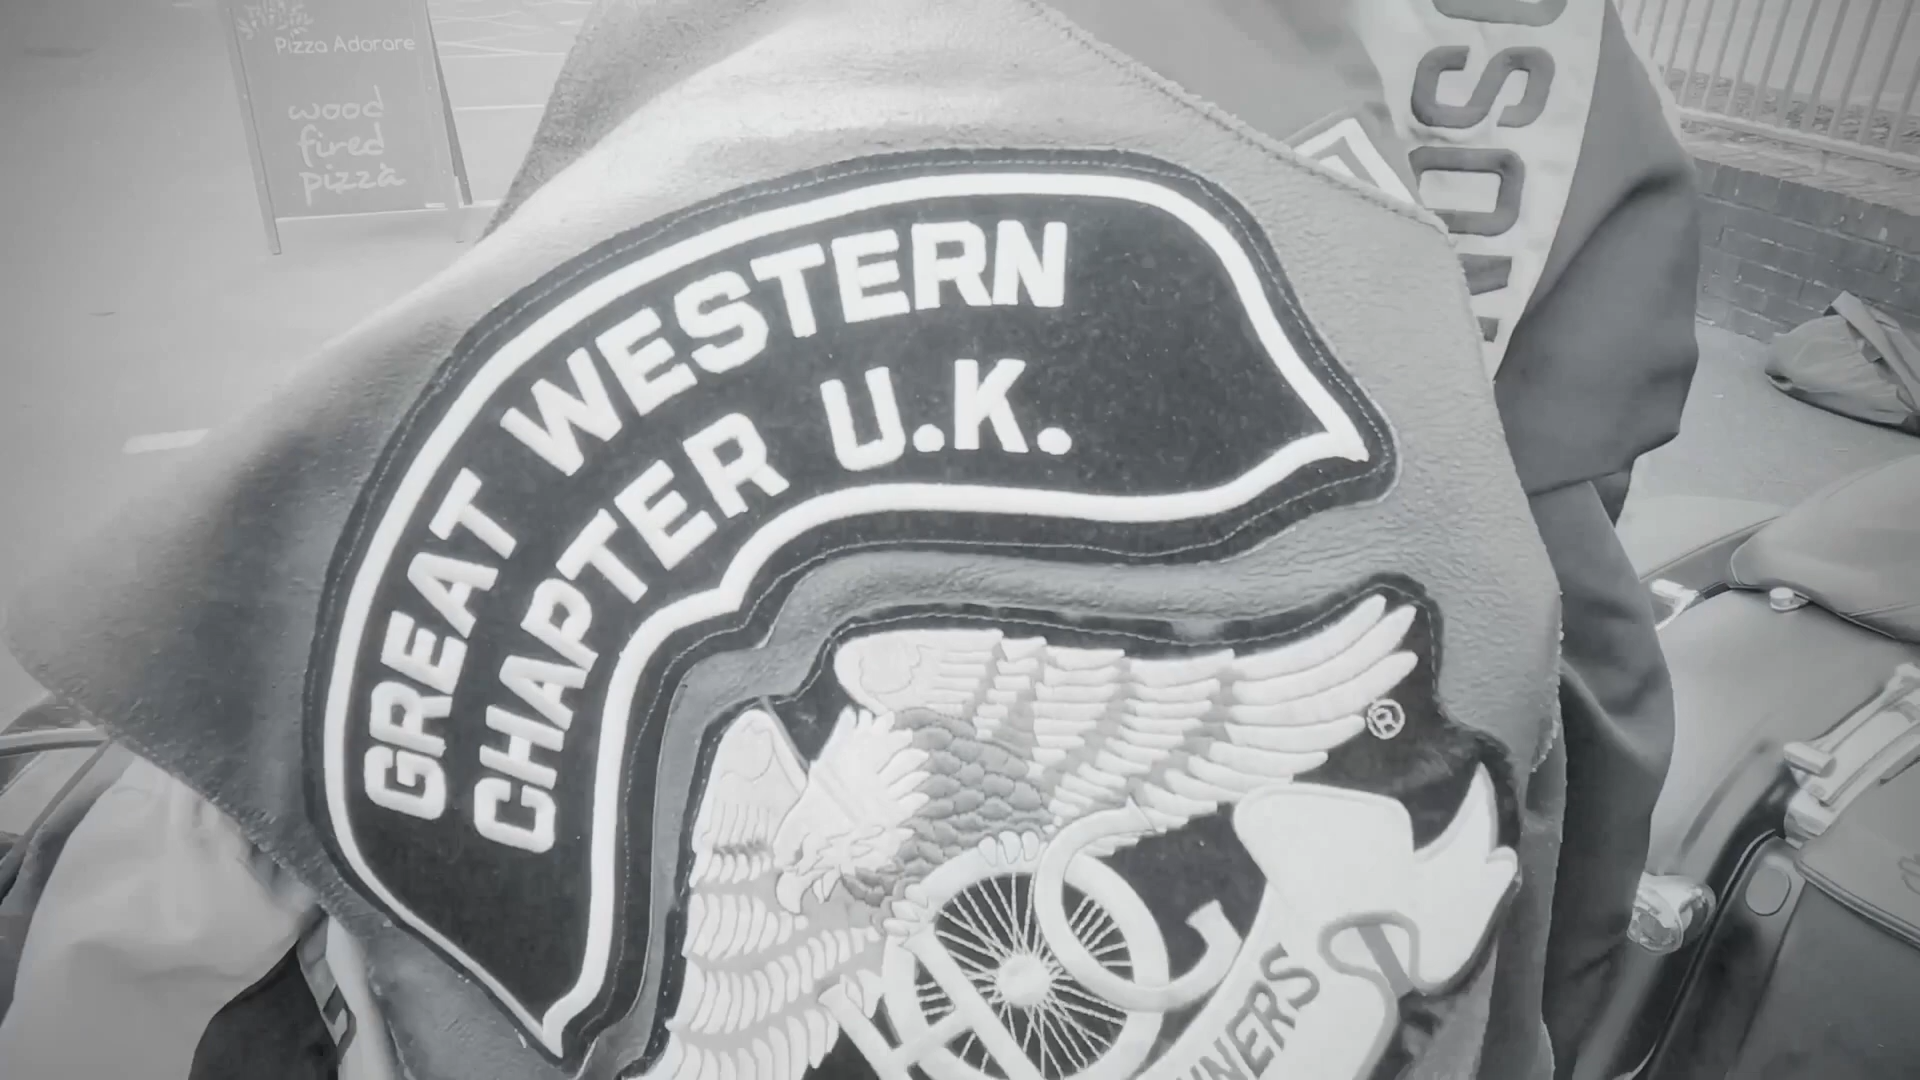 Pizza Adorare
wood
fired
pizza
GREAT WESTERN
CHAPTER U.K.
®
H.O.G.